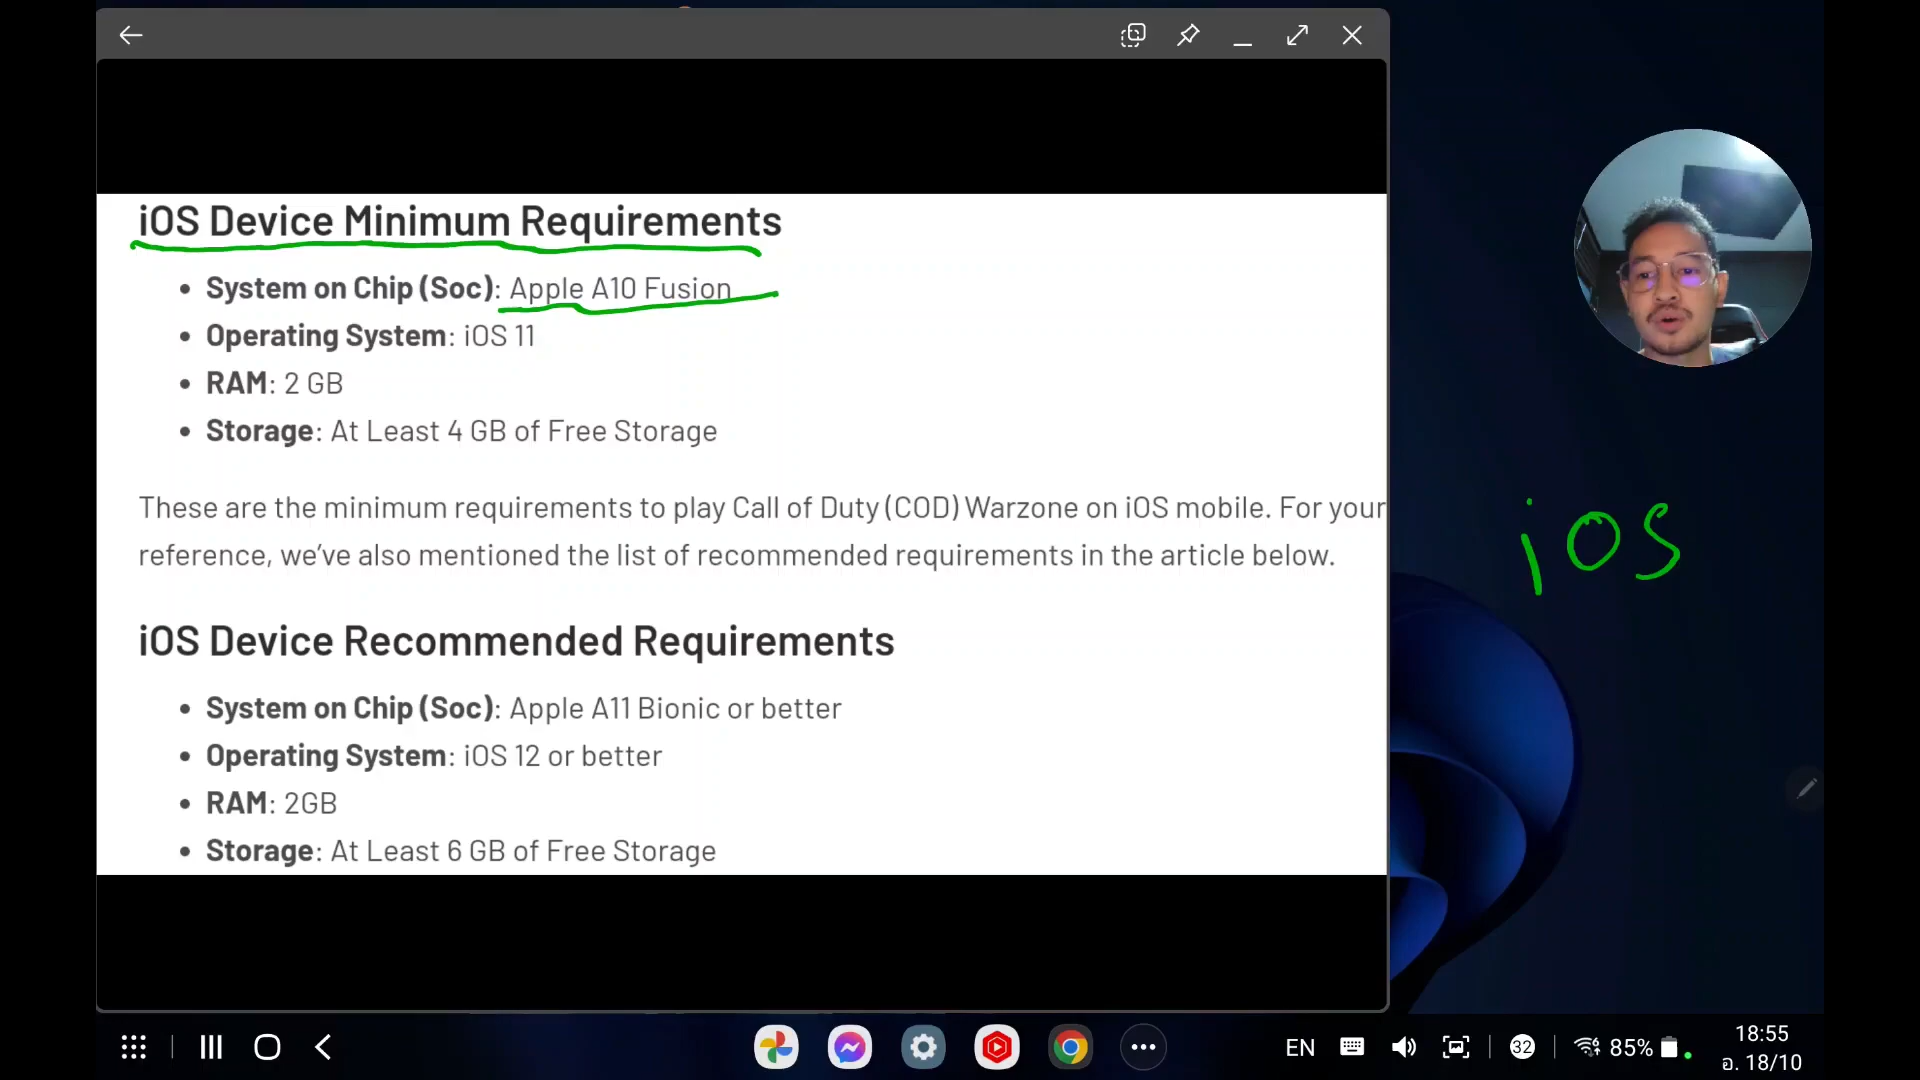 iOS Device Minimum Requirements
• System on Chip (Soc): Apple A10 Fusion
• Operating System: iOS 11
• RAM: 2 GB
• Storage: At Least 4 GB of Free Storage
These are the minimum requirements to play Call of Duty (COD) Warzone on iOS mobile. For your
reference, we’ve also mentioned the list of recommended requirements in the article below.
iOS
iOS Device Recommended Requirements
• System on Chip (Soc): Apple A11 Bionic or better
• Operating System: iOS 12 or better
• RAM: 2GB
• Storage: At Least 6 GB of Free Storage
EN 32 85% 18:55
อ. 18/10